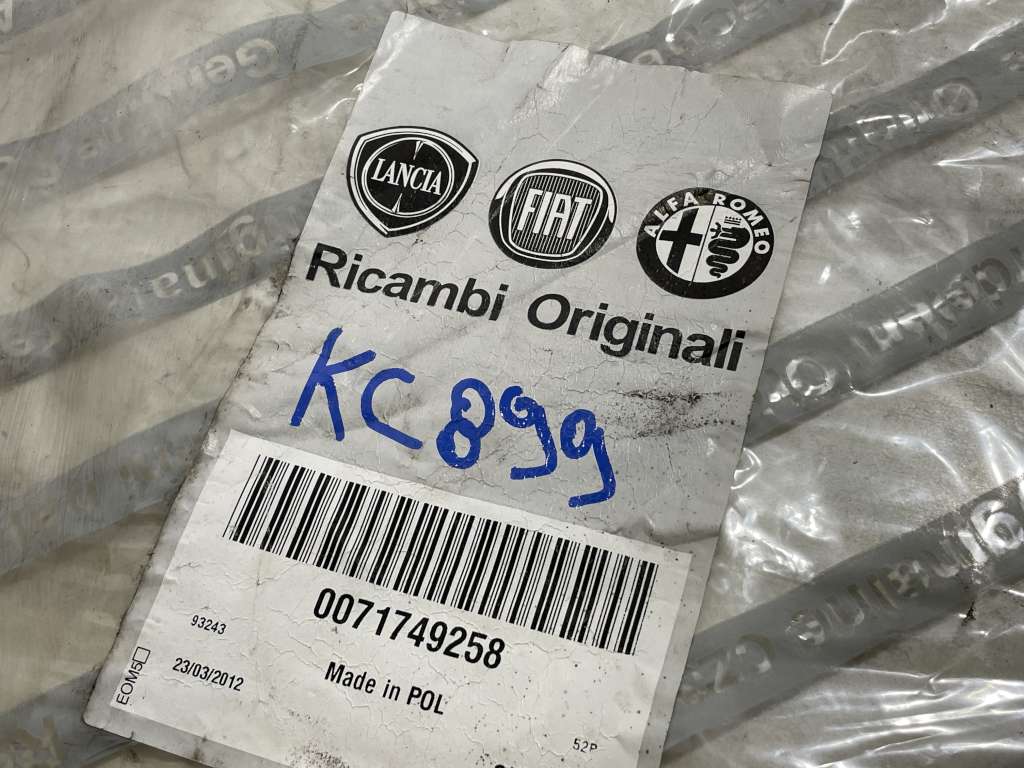 LANCIA
FIAT
ALFA ROMEO
Ricambi Originali
KC899
0071749258
93243
Made in POL
EOM5
23/03/2012
52P